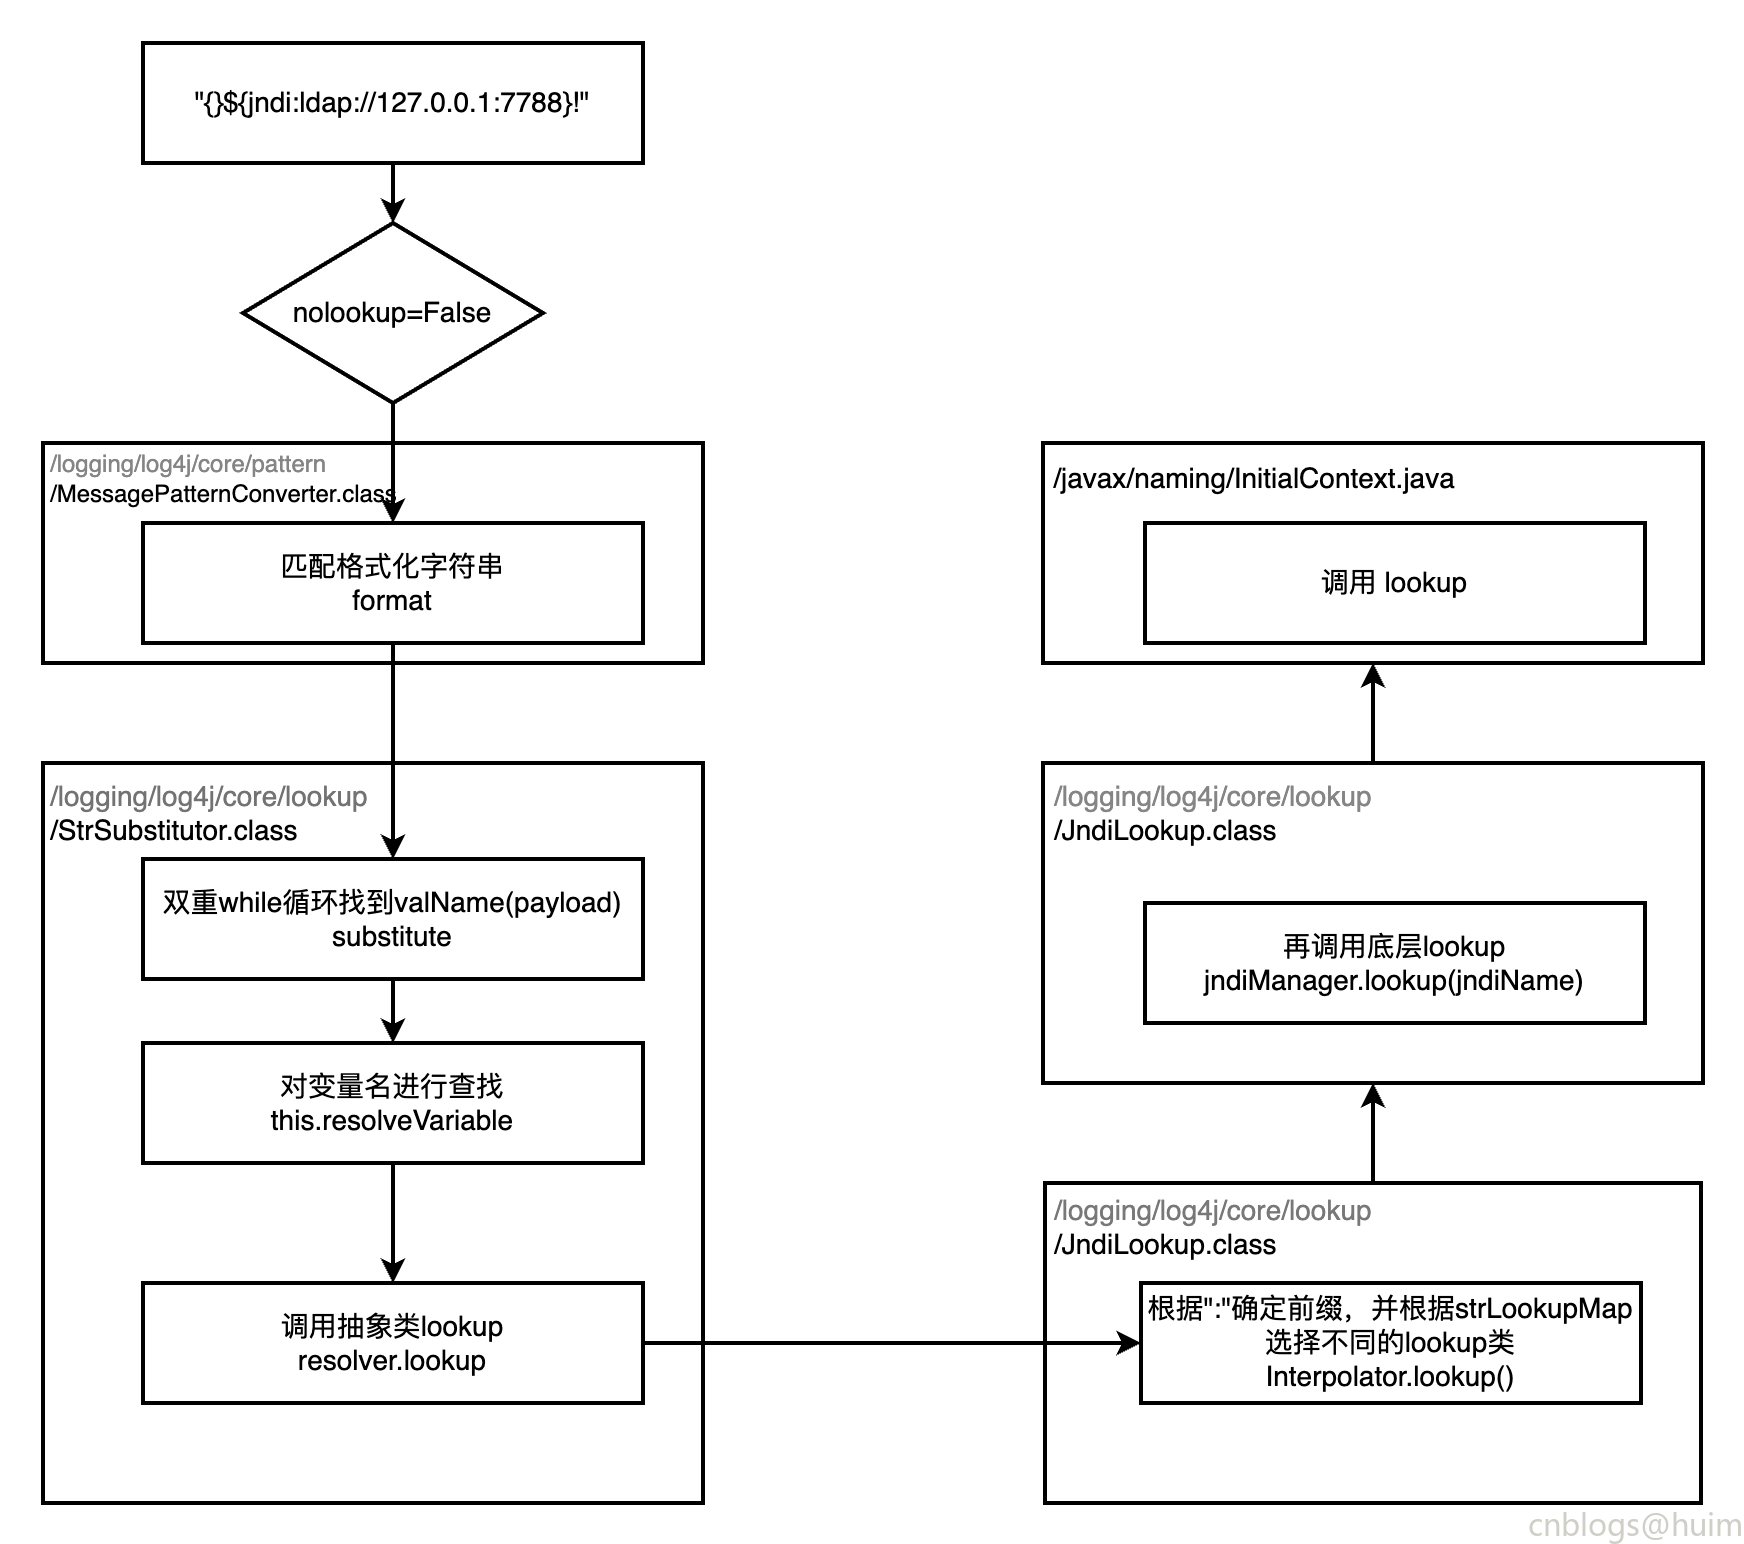 "{}${jndi:ldap://127.0.0.1:7788}!"
nolookup=False
/logging/log4j/core/pattern
/MessagePatternConverter.class
匹配格式化字符串
format
/logging/log4j/core/lookup
/StrSubstitutor.class
双重while循环找到valName(payload)
substitute
对变量名进行查找
this.resolveVariable
调用抽象类lookup
resolver.lookup
/logging/log4j/core/lookup
/JndiLookup.class
根据":"确定前缀，并根据strLookupMap
选择不同的lookup类
Interpolator.lookup()
/logging/log4j/core/lookup
/JndiLookup.class
再调用底层lookup
jndiManager.lookup(jndiName)
/javax/naming/InitialContext.java
调用 lookup
cnblogs@huim